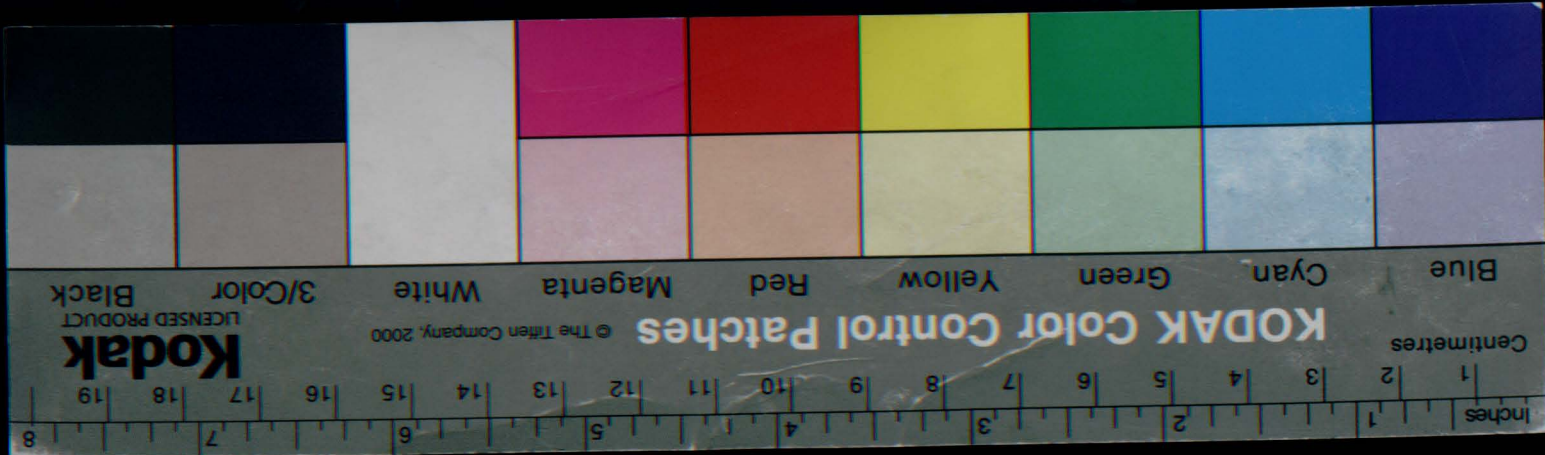 Inches 1 2 3 4 5 6 7 8
Centimetres 1 2 3 4 5 6 7 8 9 10 11 12 13 14 15 16 17 18 19
KODAK Color Control Patches © The Tiffen Company, 2000 Kodak
LICENSED PRODUCT
Blue Cyan Green Yellow Red Magenta White 3/Color Black